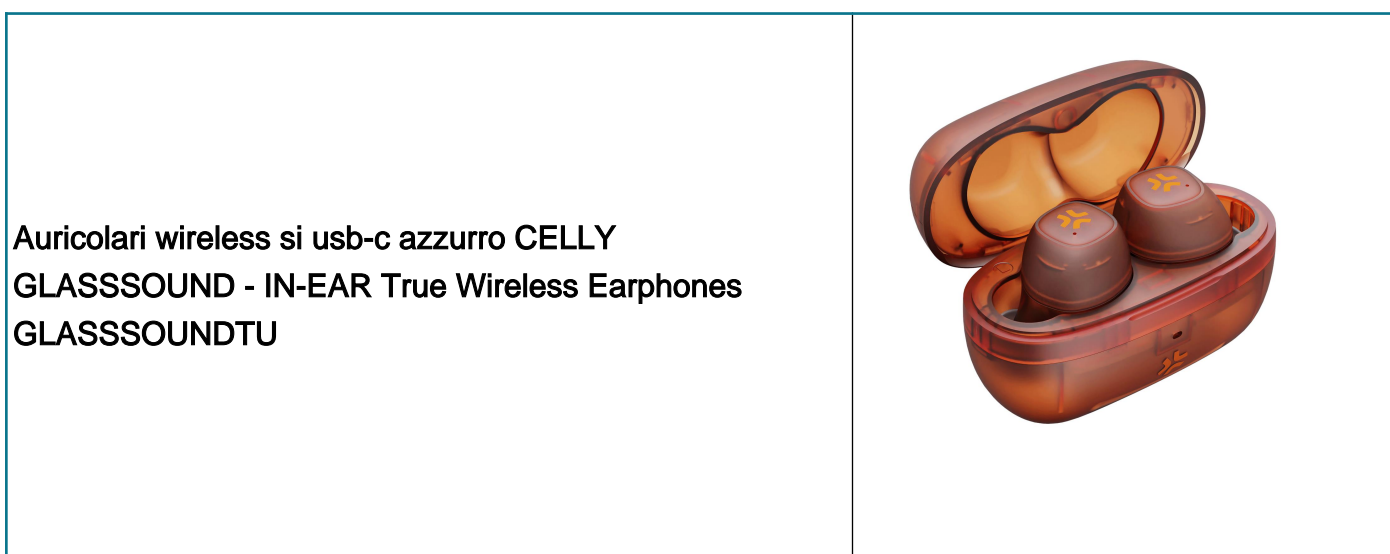 Auricolari wireless si usb-c azzurro CELLY
GLASSSOUND - IN-EAR True Wireless Earphones
GLASSSOUNDTU